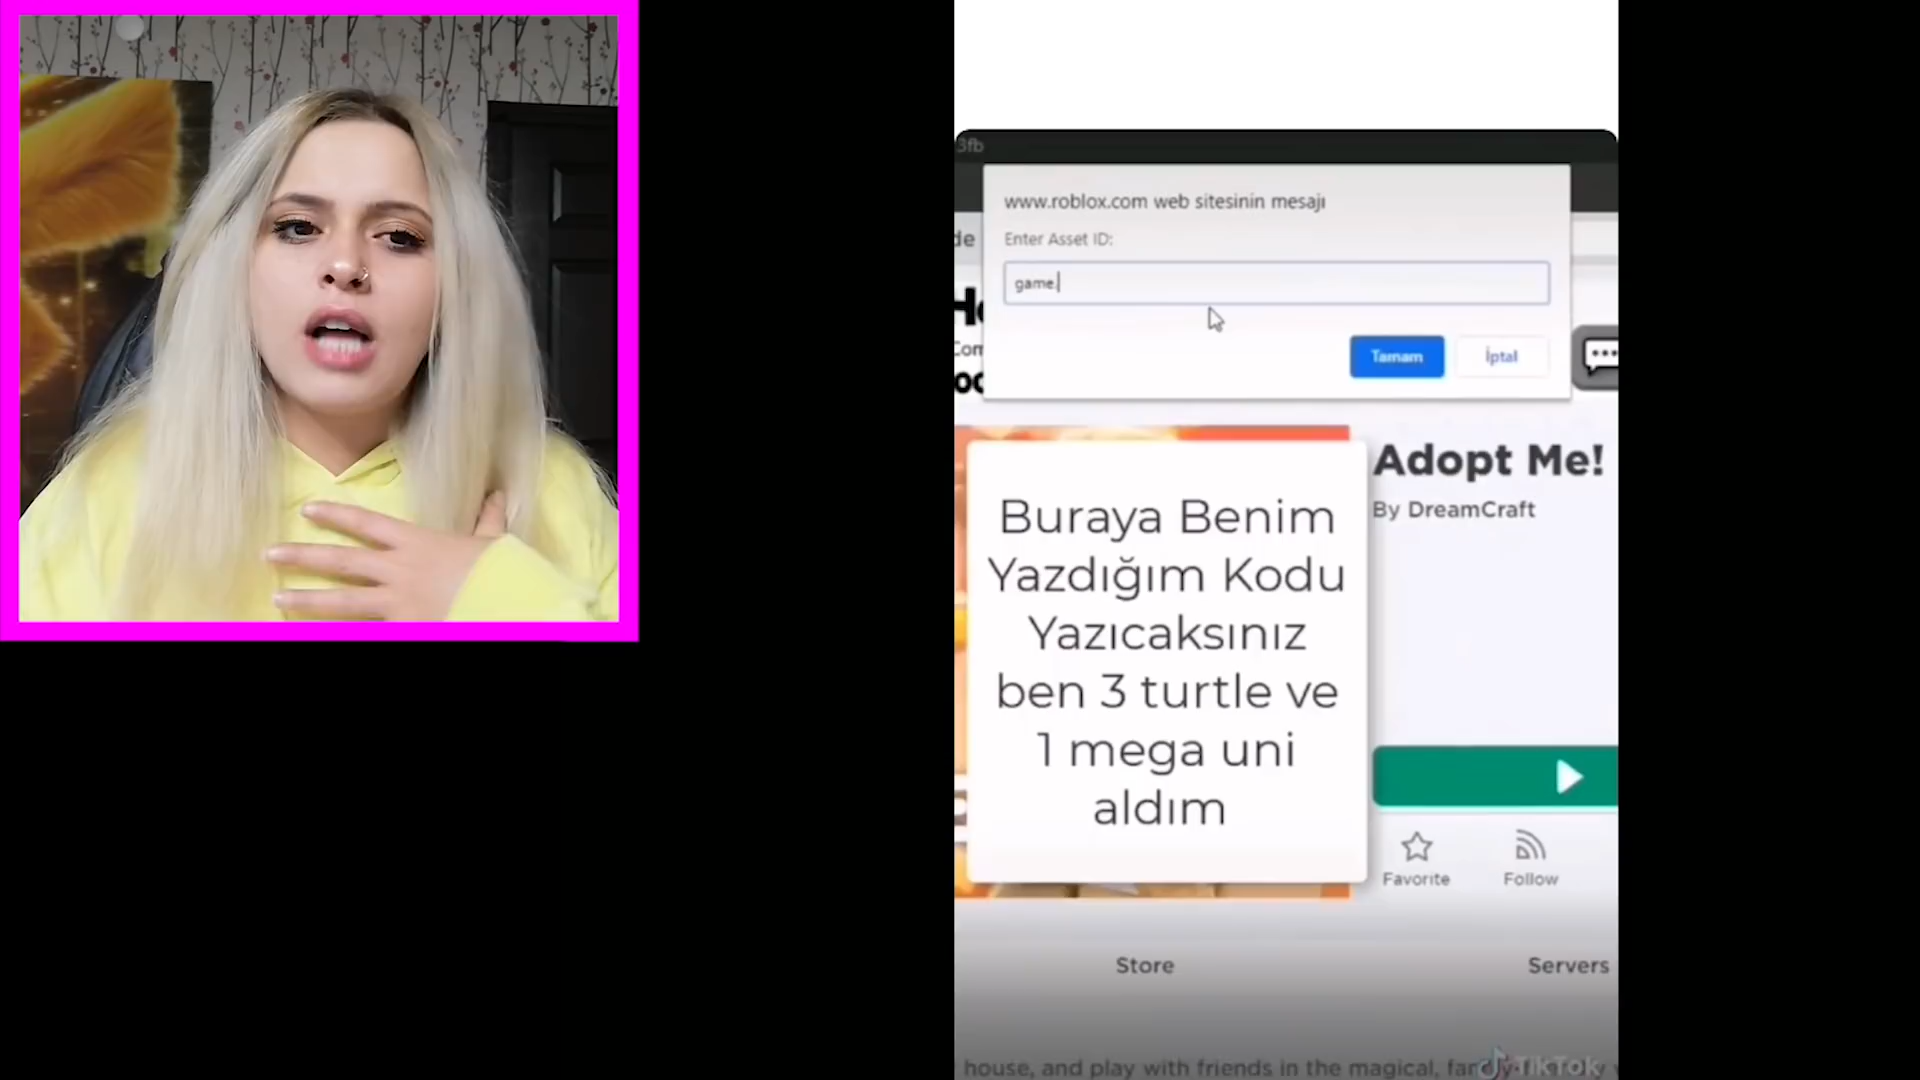 3fb
www.roblox.com web sitesinin mesajı
de
Enter Asset ID:
game.
Tamam
İptal
Adopt Me!
By DreamCraft
Buraya Benim
Yazdığım Kodu
Yazıcaksınız
ben 3 turtle ve
1 mega uni
aldım
Favorite
Follow
Store
Servers
house, and play with friends in the magical,
TikTok